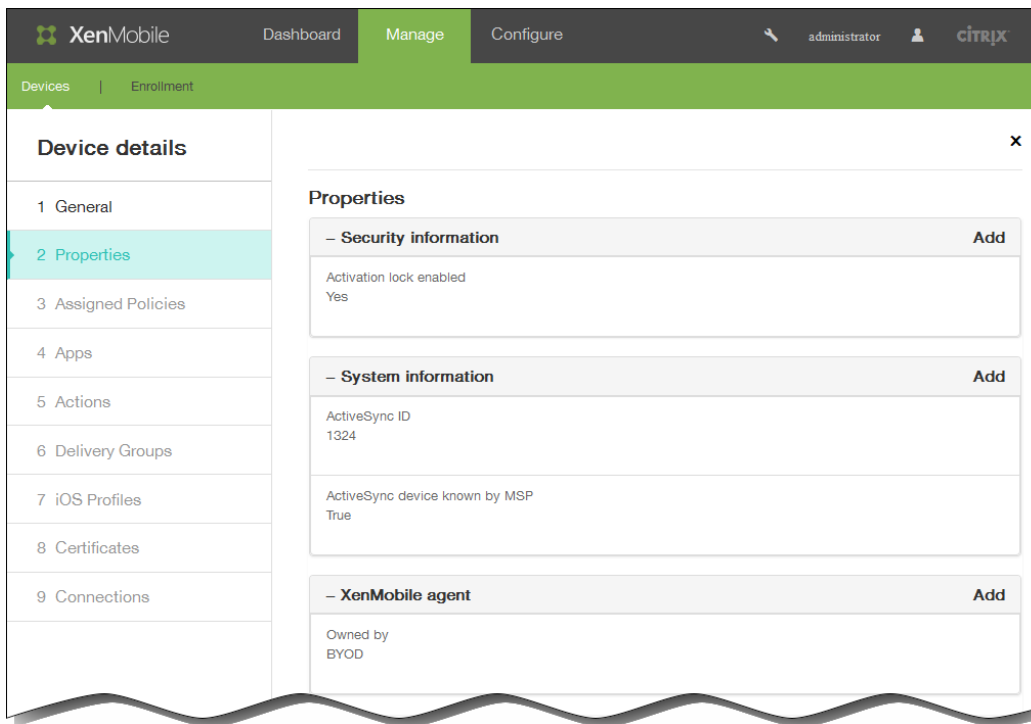 XenMobile Dashboard Manage Configure administrator CİTRIX
Devices | Enrollment
Device details
x
1 General
2 Properties
3 Assigned Policies
4 Apps
5 Actions
6 Delivery Groups
7 iOS Profiles
8 Certificates
9 Connections
Properties
– Security information Add
Activation lock enabled
Yes
– System information Add
ActiveSync ID
1324
ActiveSync device known by MSP
True
– XenMobile agent Add
Owned by
BYOD